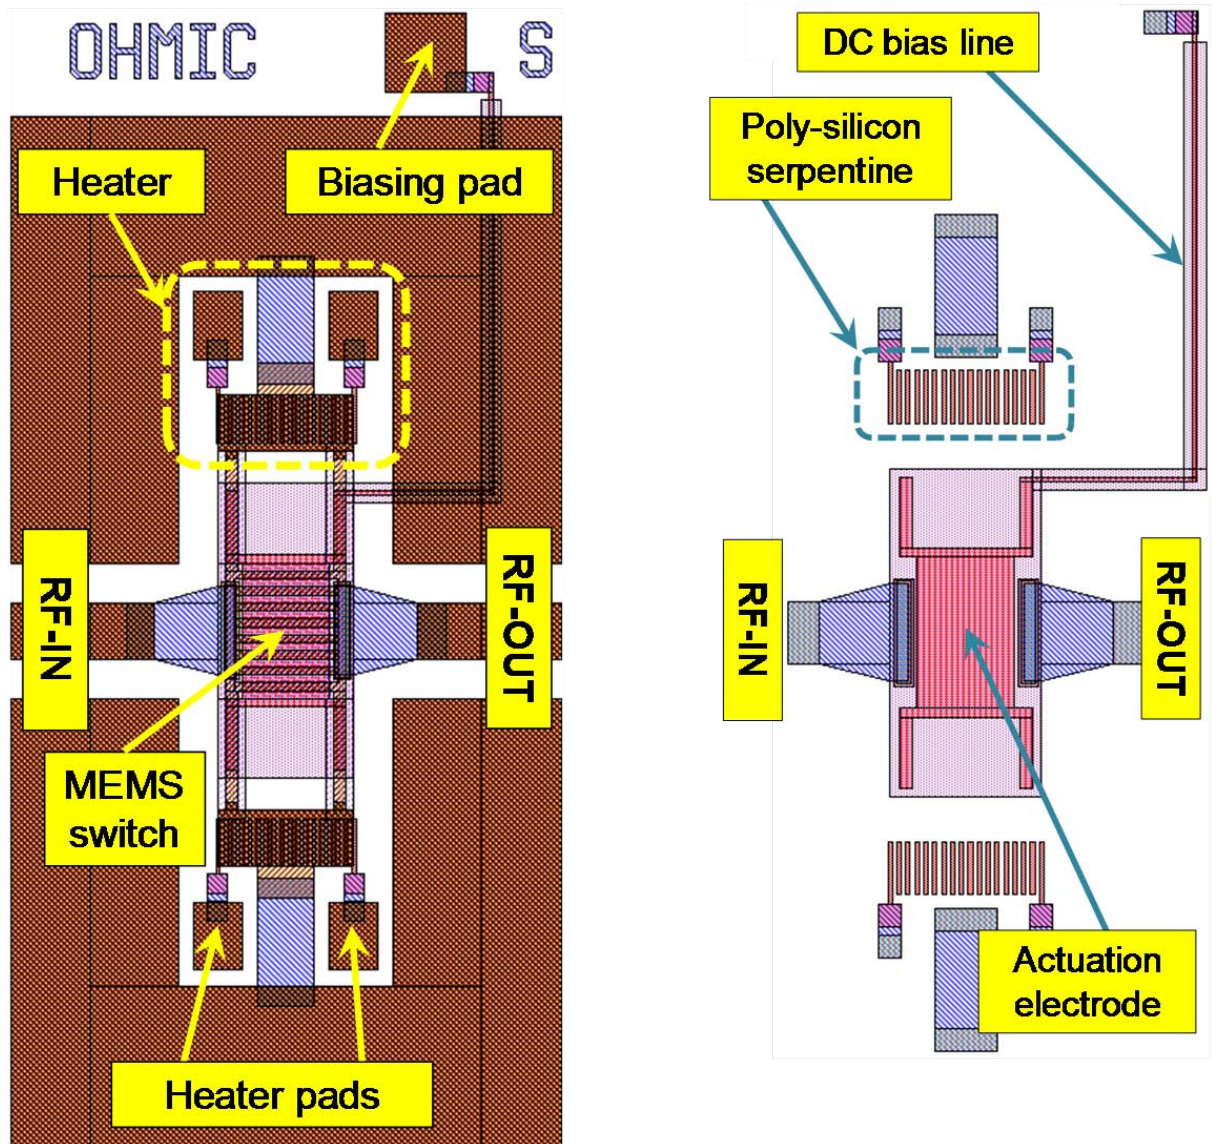 OHMIC S
Heater
Biasing pad
RF-IN
RF-OUT
MEMS
switch
Heater pads
DC bias line
Poly-silicon
serpentine
RF-IN
RF-OUT
Actuation
electrode